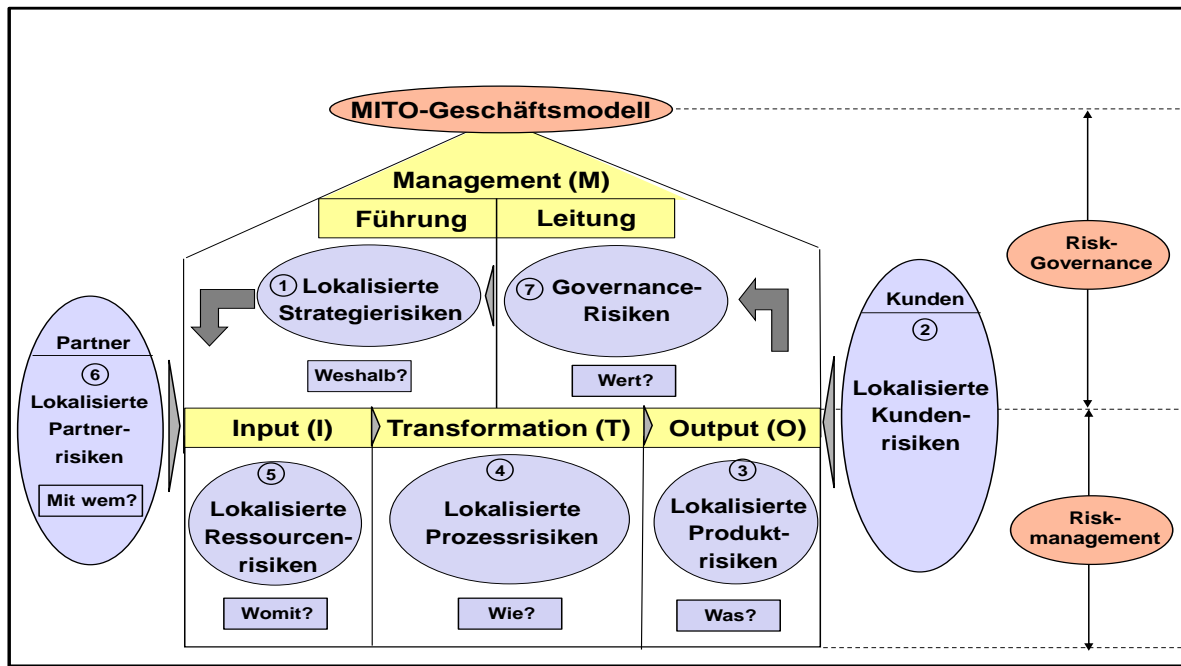 MITO-Geschäftsmodell
Management (M)
Führung
Leitung
1
Lokalisierte
Strategierisiken
7
Governance-
Risiken
Weshalb?
Wert?
Partner
6
Lokalisierte
Partner-
risiken
Mit wem?
Kunden
2
Lokalisierte
Kunden-
risiken
Input (I)
Transformation (T)
Output (O)
5
Lokalisierte
Ressourcen-
risiken
4
Lokalisierte
Prozessrisiken
3
Lokalisierte
Produkt-
risiken
Womit?
Wie?
Was?
Risk-
Governance
Risk-
management